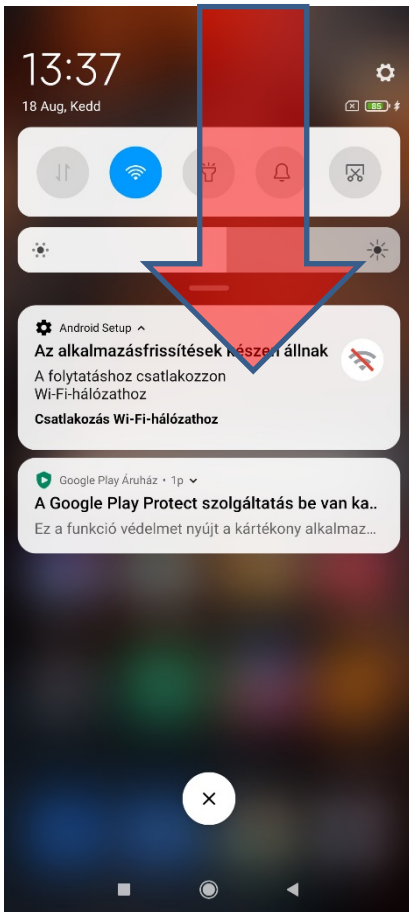 13:37
18 Aug, Kedd
85
Android Setup
Az alkalmazásfrissítések készen állnak
A folytatáshoz csatlakozzon
Wi-Fi-hálózathoz
Csatlakozás Wi-Fi-hálózathoz
Google Play Áruház • 1p
A Google Play Protect szolgáltatás be van ka..
Ez a funkció védelmet nyújt a kártékony alkalmaz...